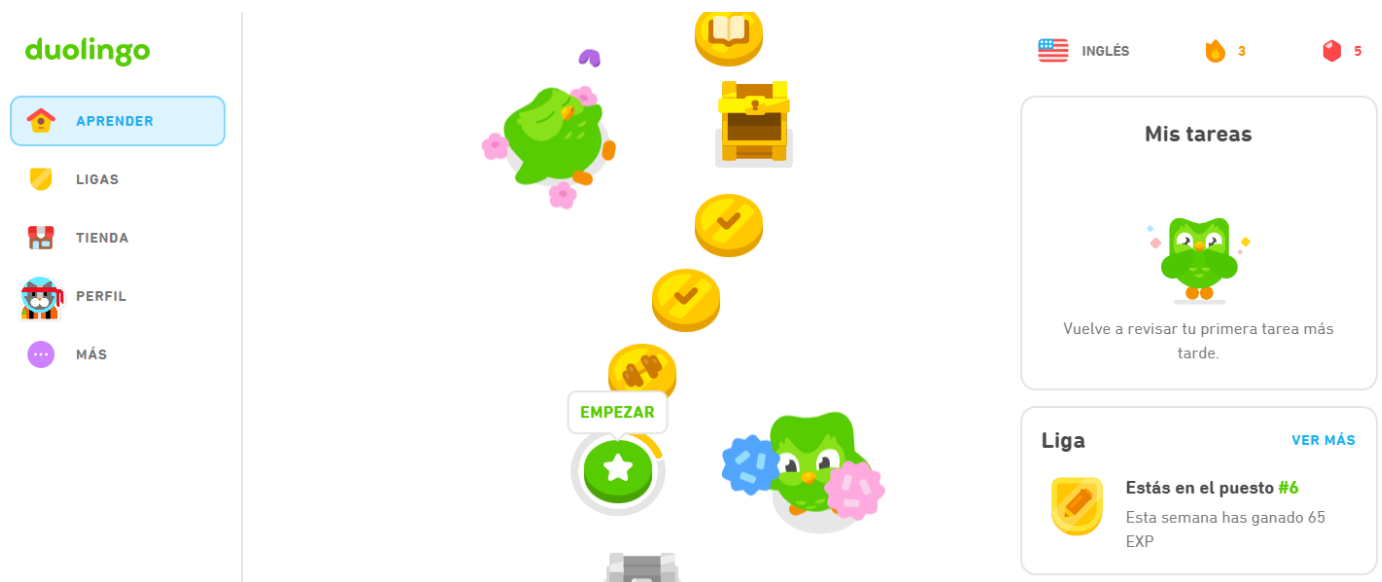 duolingo
APRENDER
LIGAS
TIENDA
PERFIL
MÁS
EMPEZAR
INGLÉS
3
5
Mis tareas
Vuelve a revisar tu primera tarea más
tarde.
Liga
VER MÁS
Estás en el puesto #6
Esta semana has ganado 65
EXP